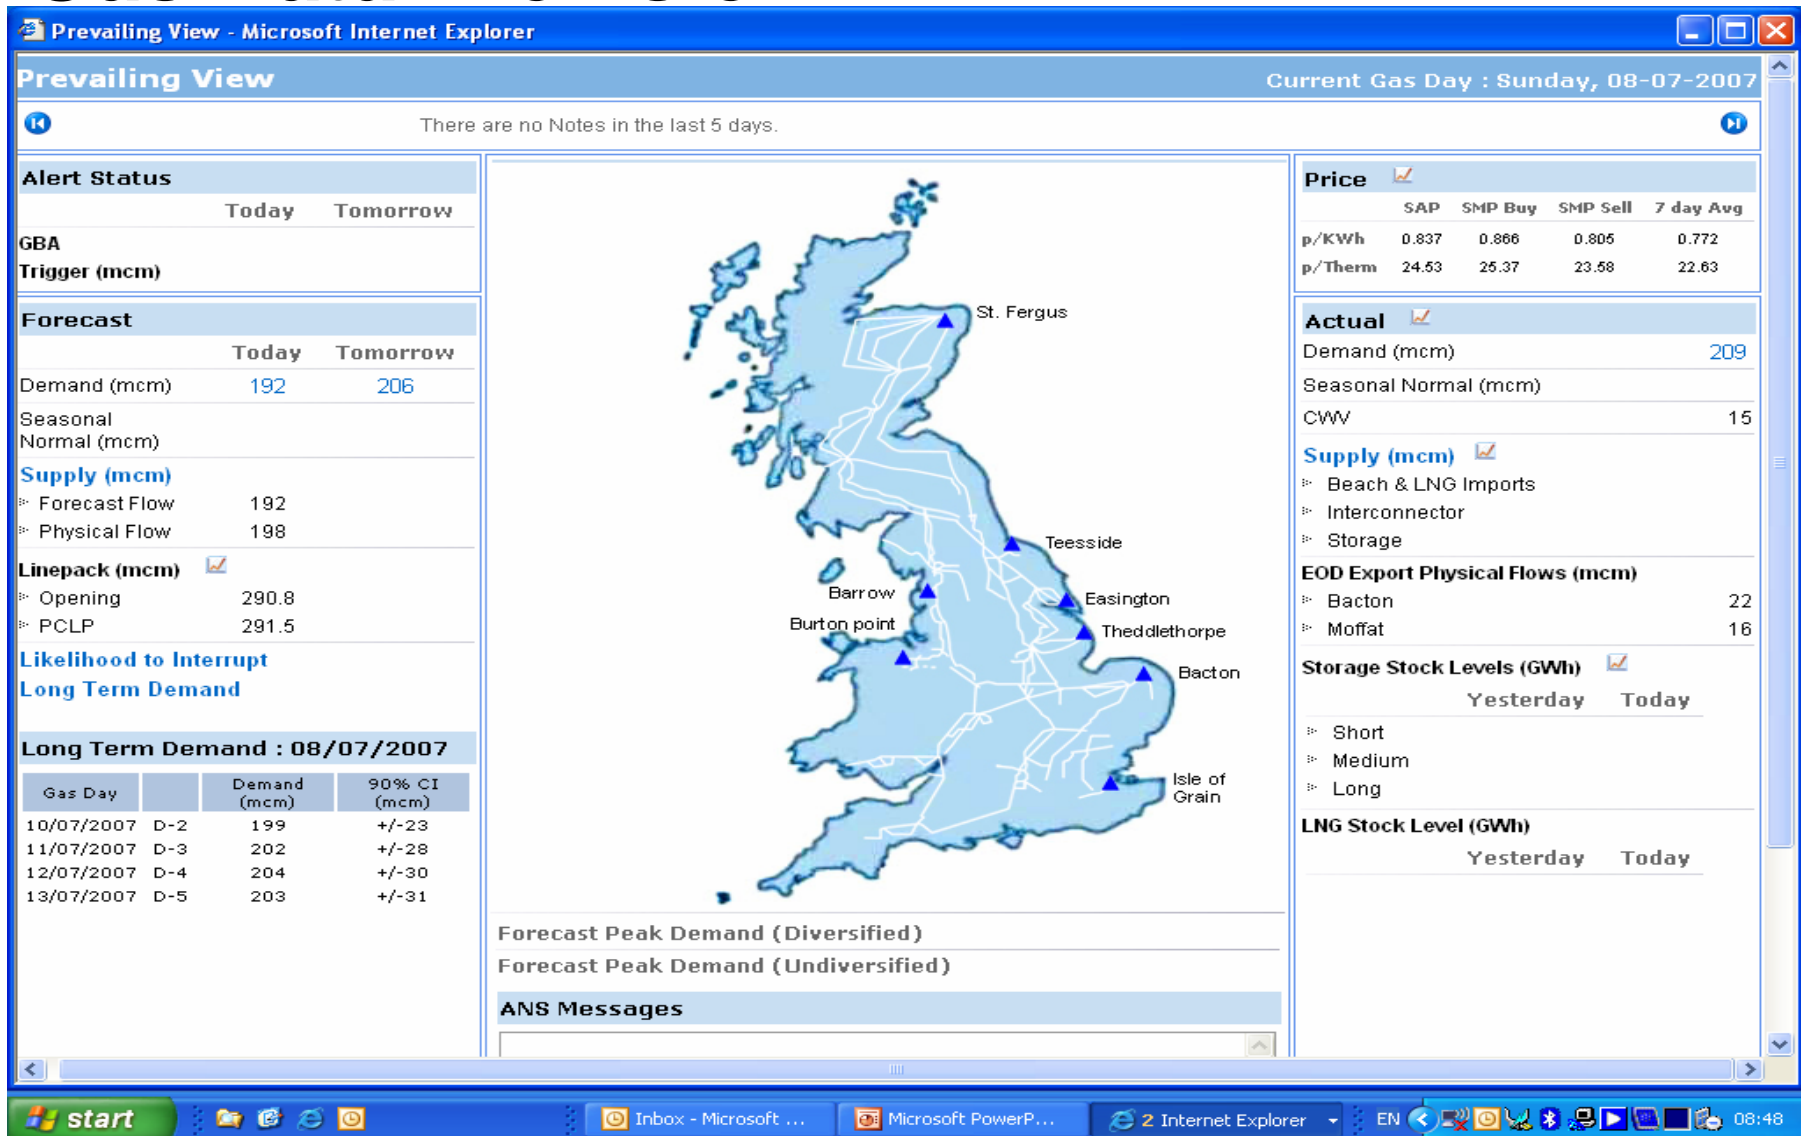 Prevailing View - Microsoft Internet Explorer
Prevailing View
Current Gas Day : Sunday, 08-07-2007
There are no Notes in the last 5 days.
Alert Status
Today Tomorrow
GBA
Trigger (mcm)
Forecast
Today Tomorrow
Demand (mcm) 192 206
Seasonal
Normal (mcm)
Supply (mcm)
Forecast Flow 192
Physical Flow 198
Linepack (mcm)
Opening 290.8
PCLP 291.5
Likelihood to Interrupt
Long Term Demand
Long Term Demand : 08/07/2007
Gas Day Demand (mcm) 90% CI (mcm)
10/07/2007 D-2 199 +/-23
11/07/2007 D-3 202 +/-28
12/07/2007 D-4 204 +/-30
13/07/2007 D-5 203 +/-31
St. Fergus
Teesside
Barrow
Easington
Burton point
Theddlethorpe
Bacton
Isle of
Grain
Forecast Peak Demand (Diversified)
Forecast Peak Demand (Undiversified)
ANS Messages
Price
SAP SMP Buy SMP Sell 7 day Avg
p/KWh 0.837 0.866 0.805 0.772
p/Therm 24.53 25.37 23.58 22.63
Actual
Demand (mcm) 209
Seasonal Normal (mcm)
CWV 15
Supply (mcm)
Beach & LNG Imports
Interconnector
Storage
EOD Export Physical Flows (mcm)
Bacton 22
Moffat 16
Storage Stock Levels (GWh)
Yesterday Today
Short
Medium
Long
LNG Stock Level (GWh)
Yesterday Today
start
Inbox - Microsoft ...
Microsoft PowerP...
2 Internet Explorer
EN
08:48